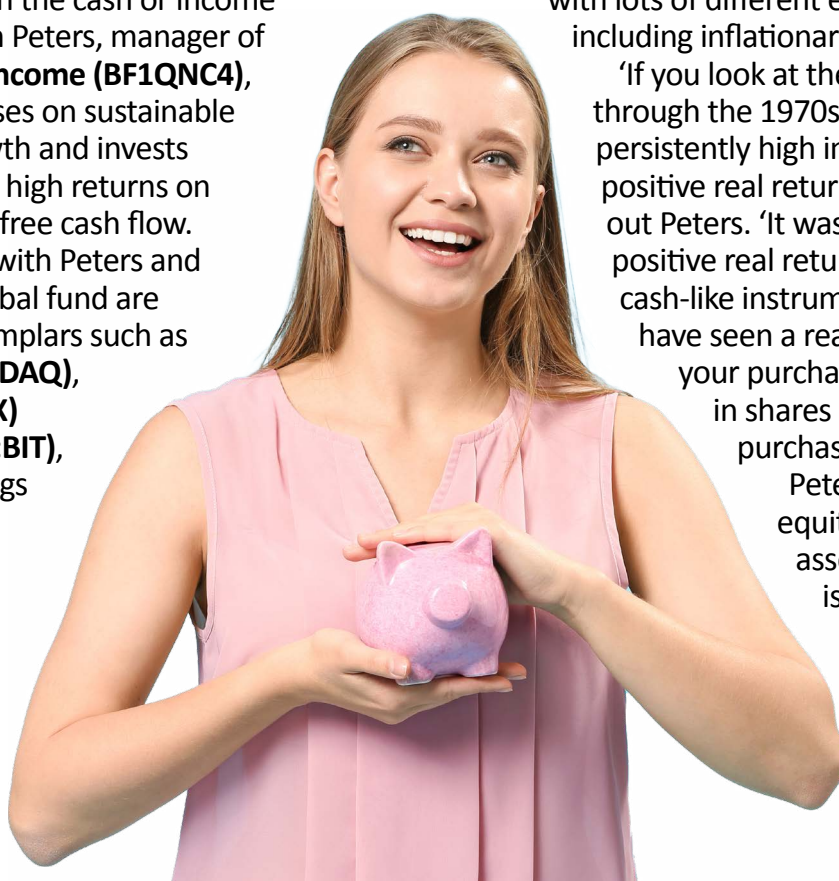 the cash or income
Peters, manager of
ncome (BF1QNC4),
ses on sustainable
th and invests
high returns on
free cash flow.
with Peters and
bal fund are
mplars such as
DAQ),
X)
BIT),
gs
with lots of different e
including inflationar
‘If you look at the
through the 1970s
persistently high in
positive real retur
out Peters. ‘It was
positive real retu
cash-like instrum
have seen a rea
your purcha
in shares
purchas
Pete
equit
ass
is